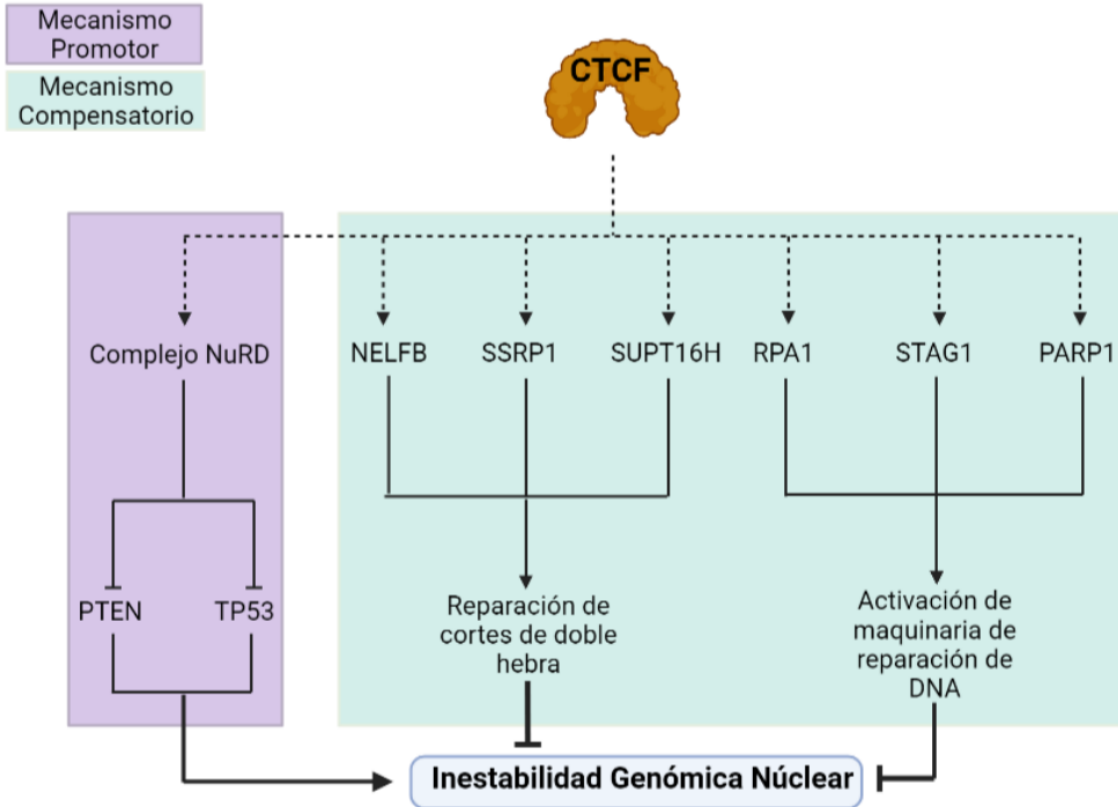 Mecanismo
Promotor
Mecanismo
Compensatorio
CTCF
Complejo NuRD
NELFB
SSRP1
SUPT16H
RPA1
STAG1
PARP1
PTEN
TP53
Reparación de
cortes de doble
hebra
Activación de
maquinaria de
reparación de
DNA
Inestabilidad Genómica Núclear